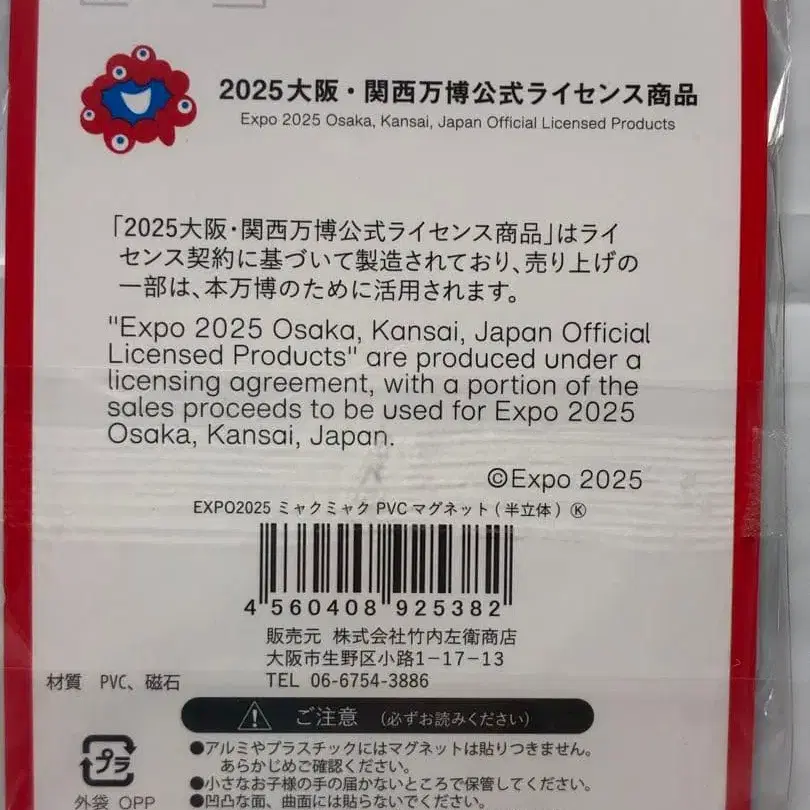 2025大阪・関西万博公式ライセンス商品
Expo 2025 Osaka, Kansai, Japan Official Licensed Products
「2025大阪・関西万博公式ライセンス商品」はライ
センス契約に基づいて製造されており、売り上げの
一部は、本万博のために活用されます。
"Expo 2025 Osaka, Kansai, Japan Official
Licensed Products" are produced under a
licensing agreement, with a portion of the
sales proceeds to be used for Expo 2025
Osaka, Kansai, Japan.
©Expo 2025
EXPO2025 ミャクミャク PVC マグネット(半立体) Ⓚ
4 560408 925382
販売元 株式会社竹内左衛商店
大阪市生野区小路1-17-13
TEL 06-6754-3886
材質 PVC、磁石
ご注意 (必ずお読みください)
●アルミやプラスチックにはマグネットは貼りつきません。
あらかじめご確認ください。
●小さなお子様の手の届かないところで保管してください。
●凹凸な面、曲面には貼らないでください。
プラ
外袋 OPP